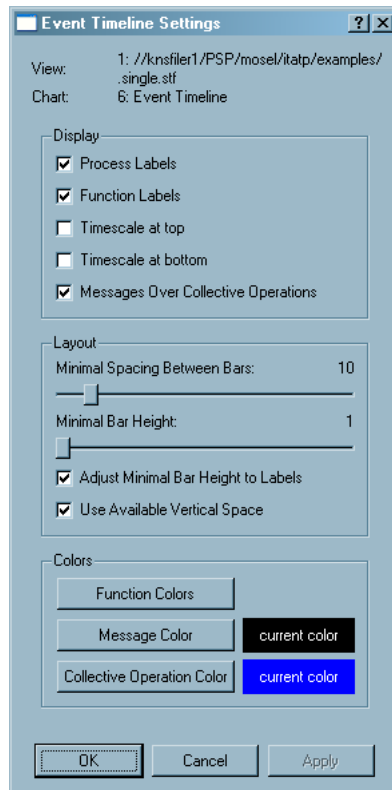 Event Timeline Settings
View: 1: //knsfiler1/PSP/mosel/itatp/examples/
.single.stf
Chart: 6: Event Timeline
Display
Process Labels
Function Labels
Timescale at top
Timescale at bottom
Messages Over Collective Operations
Layout
Minimal Spacing Between Bars: 10
Minimal Bar Height: 1
Adjust Minimal Bar Height to Labels
Use Available Vertical Space
Colors
Function Colors
Message Color current color
Collective Operation Color current color
OK Cancel Apply